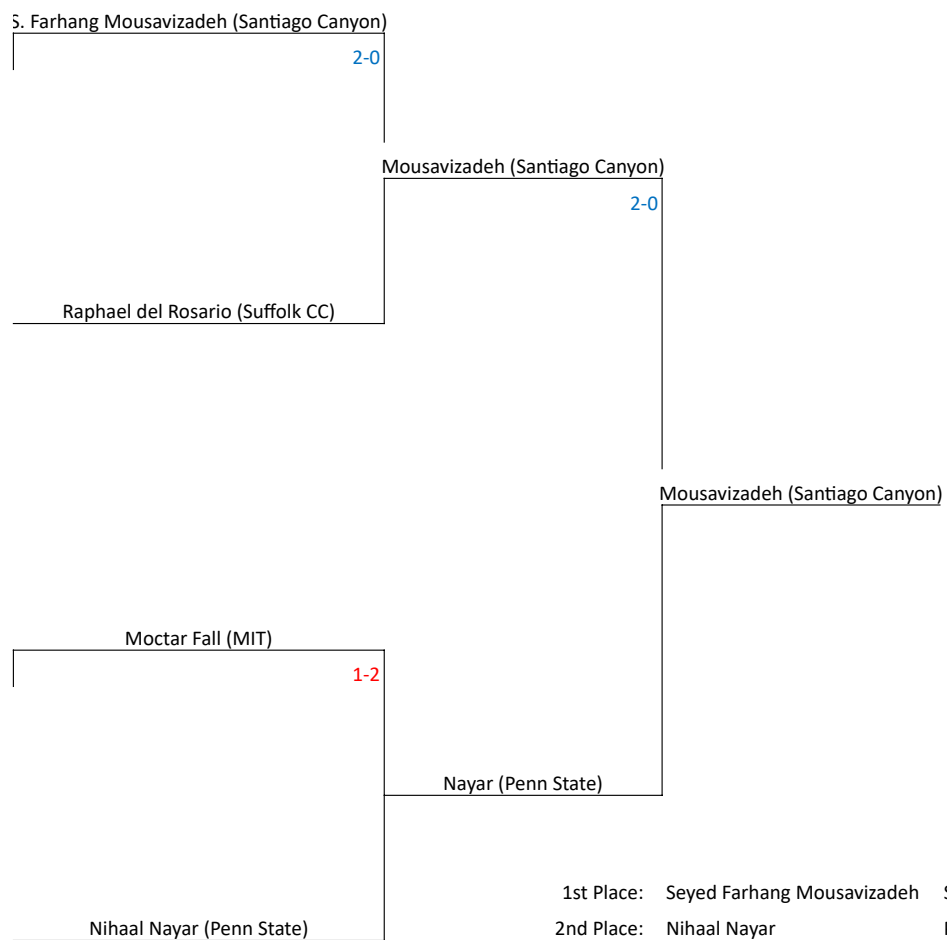 S. Farhang Mousavizadeh (Santiago Canyon)
2-0
Mousavizadeh (Santiago Canyon)
2-0
Raphael del Rosario (Suffolk CC)
Mousavizadeh (Santiago Canyon)
Moctar Fall (MIT)
1-2
Nayar (Penn State)
1st Place: Seyed Farhang Mousavizadeh
Nihaal Nayar (Penn State)
2nd Place: Nihaal Nayar